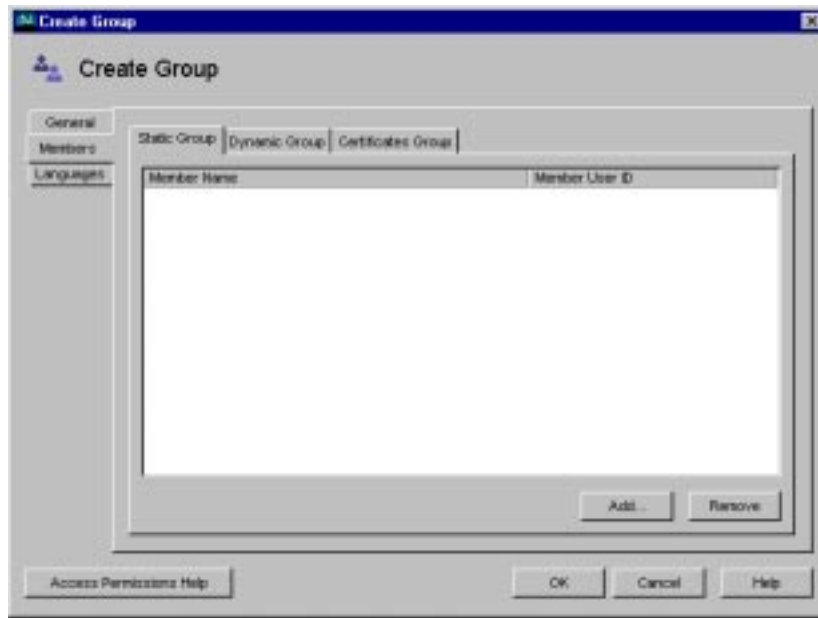 Create Group
Create Group
General
Members
Languages
Static Group Dynamic Group Certificates Group
Member Name Member User ID
Add... Remove
Access Permissions Help OK Cancel Help